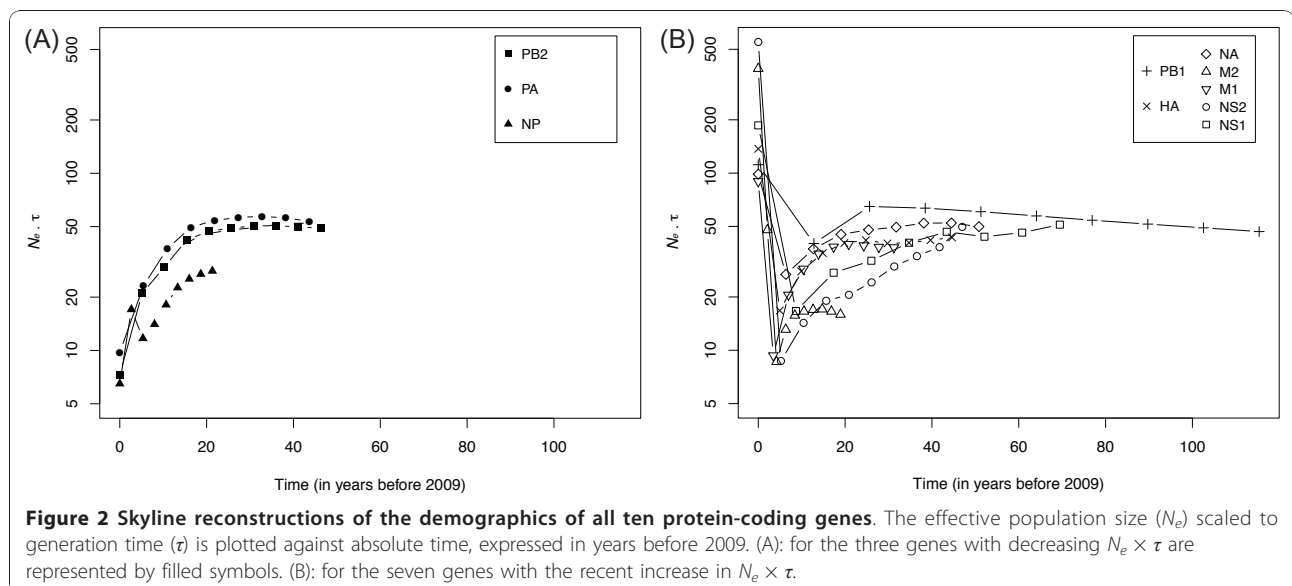 (A)
PB2
PA
NP
500
200
100
50
20
10
5
Ne . τ
0 20 40 60 80 100
Time (in years before 2009)
(B)
PB1
HA
NA
M2
M1
NS2
NS1
500
200
100
50
20
10
5
Ne . τ
0 20 40 60 80 100
Time (in years before 2009)
Figure 2 Skyline reconstructions of the demographics of all ten protein-coding genes. The effective population size (Ne) scaled to
generation time (τ) is plotted against absolute time, expressed in years before 2009. (A): for the three genes with decreasing Ne × τ are
represented by filled symbols. (B): for the seven genes with the recent increase in Ne × τ.